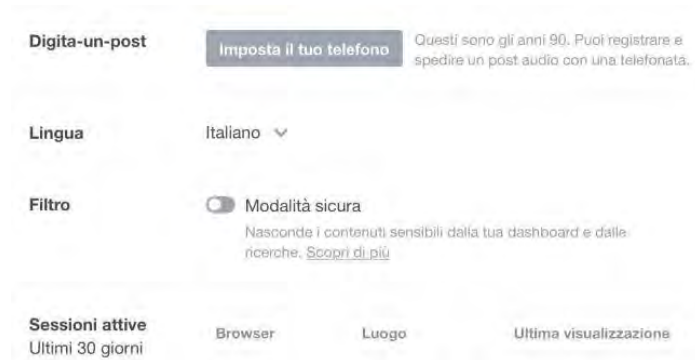 Digita-un-post
Imposta il tuo telefono
Questi sono gli anni 90. Puoi registrare e
spedire un post audio con una telefonata.
Lingua
Italiano
Filtro
Modalità sicura
Nasconde i contenuti sensibili dalla tua dashboard e dalle
ricerche. Scopri di più
Sessioni attive
Ultimi 30 giorni
Browser
Luogo
Ultima visualizzazione